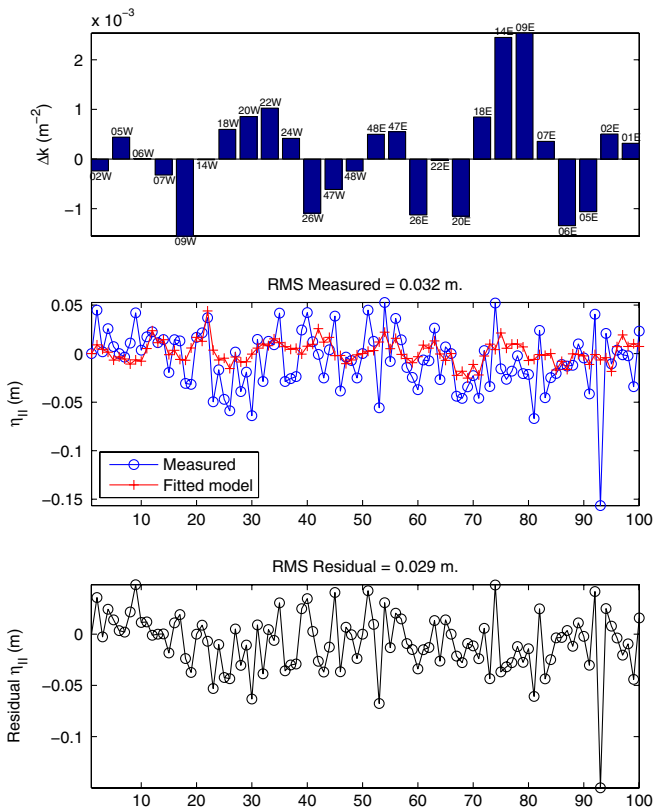 x 10⁻³
2
1
0
−1
Δk (m⁻²)
02W 05W 06W 07W 09W 14W 18W 20W 22W 24W 26W 47W 48W 48E 47E 26E 22E 20E 18E 14E 09E 07E 06E 05E 02E 01E
RMS Measured = 0.032 m.
0.05
0
−0.05
−0.1
−0.15
η_II (m)
Measured
Fitted model
10 20 30 40 50 60 70 80 90 100
RMS Residual = 0.029 m.
0
−0.05
−0.1
Residual η_II (m)
10 20 30 40 50 60 70 80 90 100